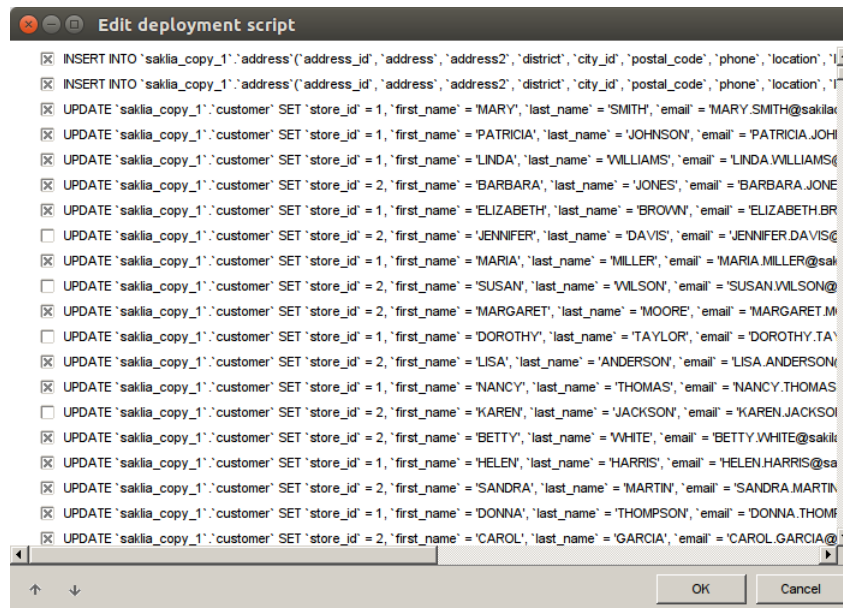 Edit deployment script
INSERT INTO `saklia_copy_1`.`address`(`address_id`, `address`, `address2`, `district`, `city_id`, `postal_code`, `phone`, `location`, `l
INSERT INTO `saklia_copy_1`.`address`(`address_id`, `address`, `address2`, `district`, `city_id`, `postal_code`, `phone`, `location`, `l
UPDATE `saklia_copy_1`.`customer` SET `store_id` = 1, `first_name` = 'MARY', `last_name` = 'SMITH', `email` = 'MARY.SMITH@sakilac
UPDATE `saklia_copy_1`.`customer` SET `store_id` = 1, `first_name` = 'PATRICIA', `last_name` = 'JOHNSON', `email` = 'PATRICIA.JOH
UPDATE `saklia_copy_1`.`customer` SET `store_id` = 1, `first_name` = 'LINDA', `last_name` = 'WILLIAMS', `email` = 'LINDA.WILLIAMS@
UPDATE `saklia_copy_1`.`customer` SET `store_id` = 2, `first_name` = 'BARBARA', `last_name` = 'JONES', `email` = 'BARBARA.JONE
UPDATE `saklia_copy_1`.`customer` SET `store_id` = 1, `first_name` = 'ELIZABETH', `last_name` = 'BROWN', `email` = 'ELIZABETH.BR
UPDATE `saklia_copy_1`.`customer` SET `store_id` = 2, `first_name` = 'JENNIFER', `last_name` = 'DAVIS', `email` = 'JENNIFER.DAVIS@
UPDATE `saklia_copy_1`.`customer` SET `store_id` = 1, `first_name` = 'MARIA', `last_name` = 'MILLER', `email` = 'MARIA.MILLER@sak
UPDATE `saklia_copy_1`.`customer` SET `store_id` = 2, `first_name` = 'SUSAN', `last_name` = 'WILSON', `email` = 'SUSAN.WILSON@
UPDATE `saklia_copy_1`.`customer` SET `store_id` = 2, `first_name` = 'MARGARET', `last_name` = 'MOORE', `email` = 'MARGARET.M
UPDATE `saklia_copy_1`.`customer` SET `store_id` = 1, `first_name` = 'DOROTHY', `last_name` = 'TAYLOR', `email` = 'DOROTHY.TAY
UPDATE `saklia_copy_1`.`customer` SET `store_id` = 2, `first_name` = 'LISA', `last_name` = 'ANDERSON', `email` = 'LISA.ANDERSON
UPDATE `saklia_copy_1`.`customer` SET `store_id` = 1, `first_name` = 'NANCY', `last_name` = 'THOMAS', `email` = 'NANCY.THOMAS
UPDATE `saklia_copy_1`.`customer` SET `store_id` = 2, `first_name` = 'KAREN', `last_name` = 'JACKSON', `email` = 'KAREN.JACKSO
UPDATE `saklia_copy_1`.`customer` SET `store_id` = 2, `first_name` = 'BETTY', `last_name` = 'WHITE', `email` = 'BETTY.WHITE@sakila
UPDATE `saklia_copy_1`.`customer` SET `store_id` = 1, `first_name` = 'HELEN', `last_name` = 'HARRIS', `email` = 'HELEN.HARRIS@sa
UPDATE `saklia_copy_1`.`customer` SET `store_id` = 2, `first_name` = 'SANDRA', `last_name` = 'MARTIN', `email` = 'SANDRA.MARTIN
UPDATE `saklia_copy_1`.`customer` SET `store_id` = 1, `first_name` = 'DONNA', `last_name` = 'THOMPSON', `email` = 'DONNA.THOM
UPDATE `saklia_copy_1`.`customer` SET `store_id` = 2, `first_name` = 'CAROL', `last_name` = 'GARCIA', `email` = 'CAROL.GARCIA@
OK Cancel